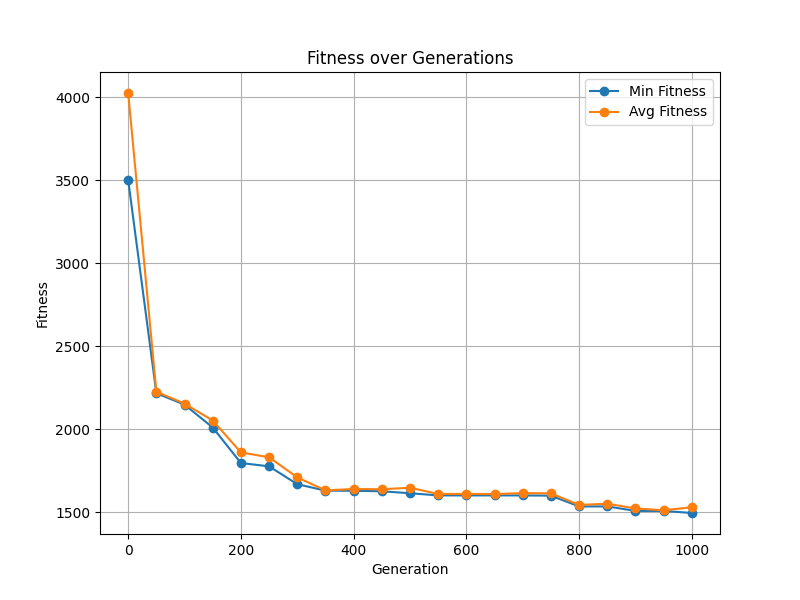 Fitness over Generations
Min Fitness
Avg Fitness
4000
3500
3000
2500
2000
1500
Fitness
0 200 400 600 800 1000
Generation